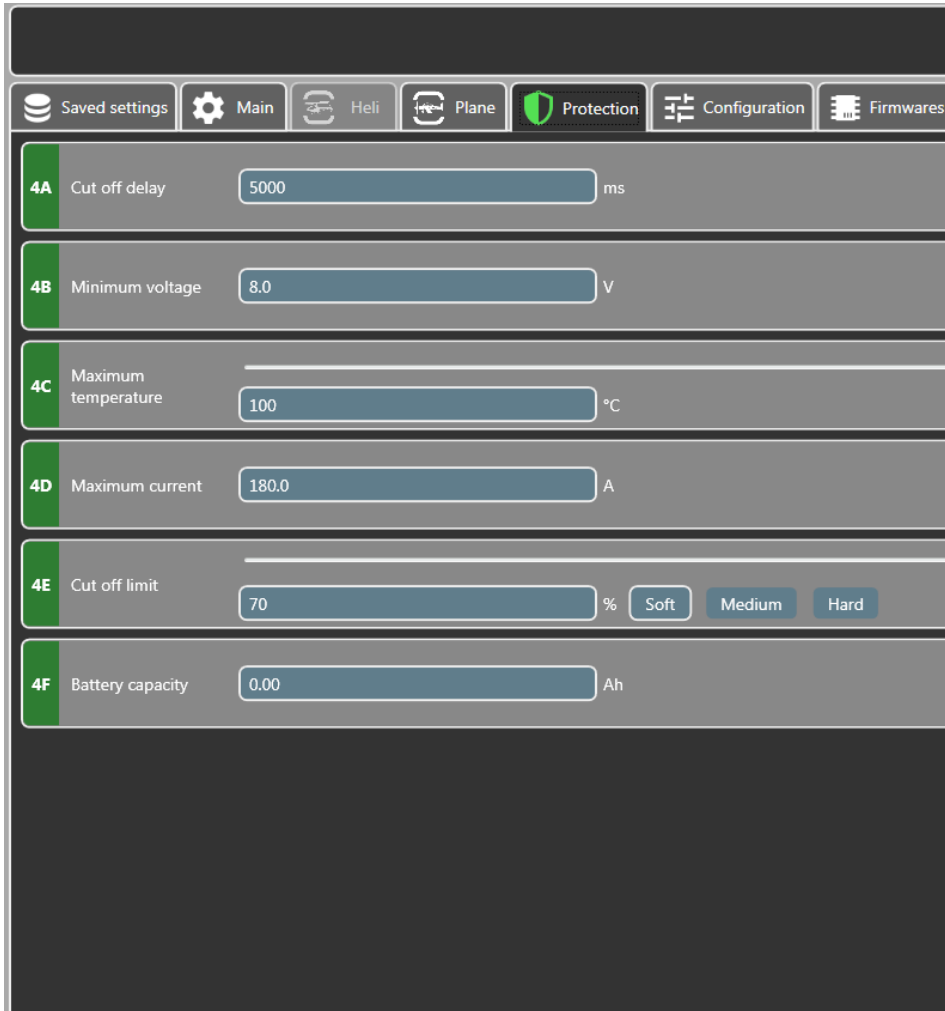 Saved settings Main Heli Plane Protection Configuration Firmwares
4A Cut off delay 5000 ms
4B Minimum voltage 8.0 V
4C Maximum
temperature 100 °C
4D Maximum current 180.0 A
4E Cut off limit
70 % Soft Medium Hard
4F Battery capacity 0.00 Ah